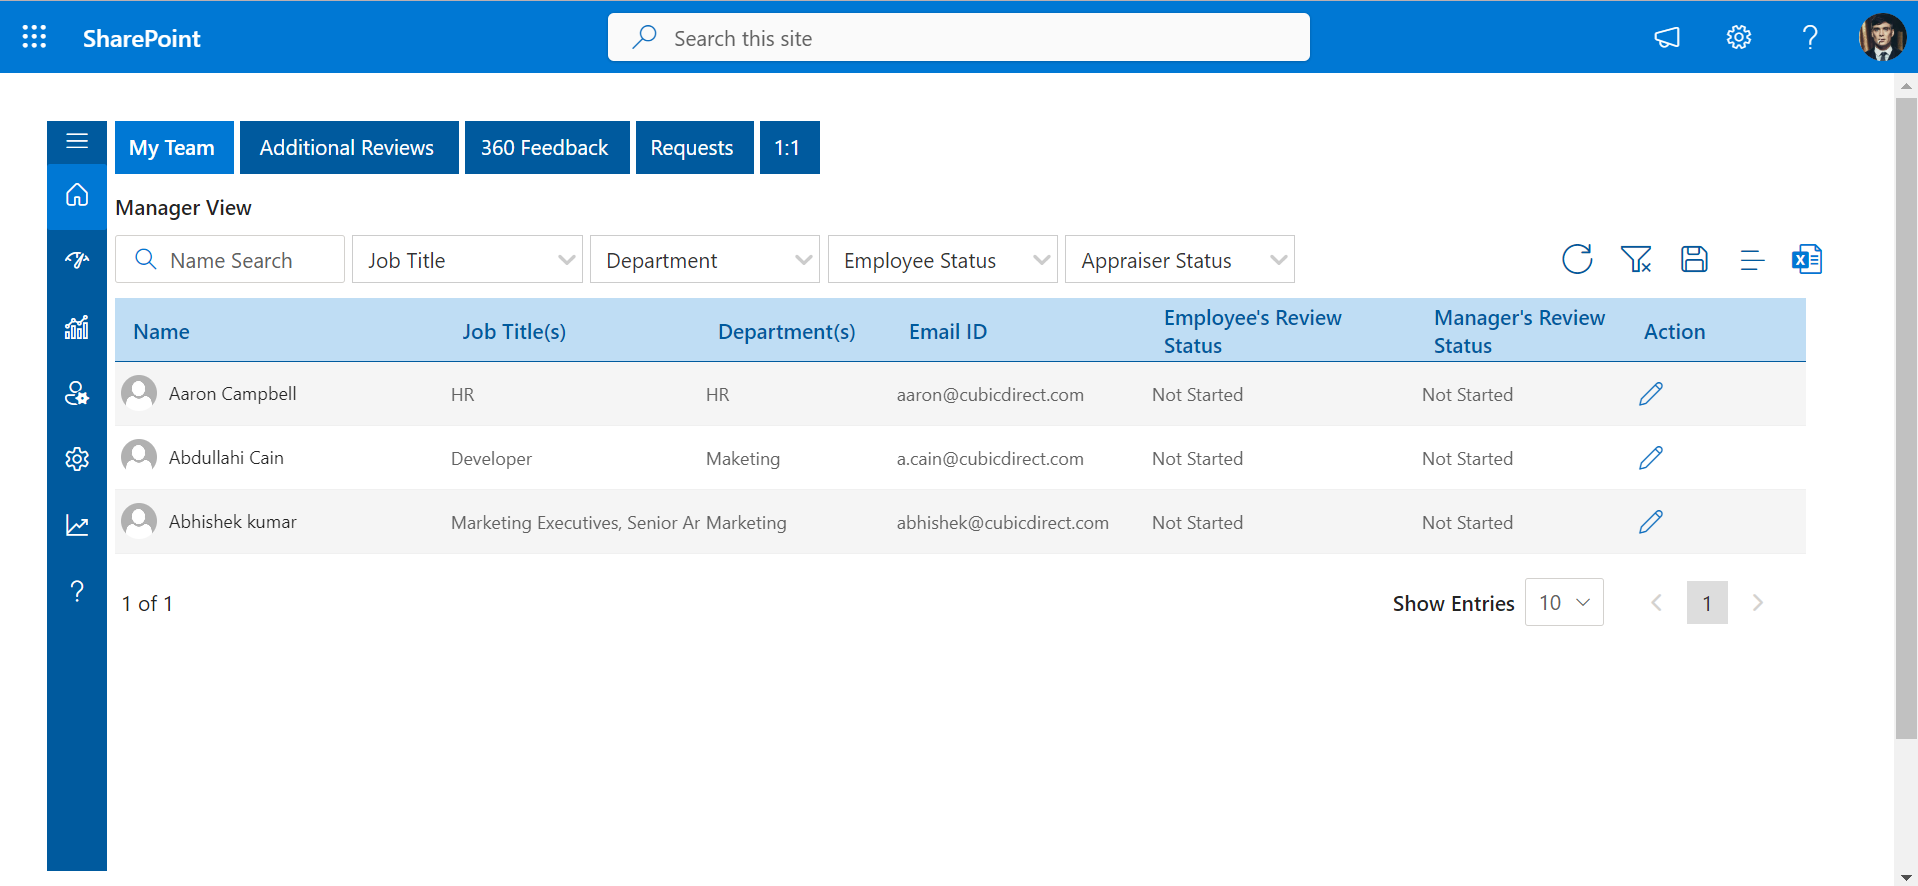 SharePoint
Search this site
My Team Additional Reviews 360 Feedback Requests 1:1
Manager View
Name Search Job Title Department Employee Status Appraiser Status
Name Job Title(s) Department(s) Email ID Employee's Review Status Manager's Review Status Action
Aaron Campbell HR HR aaron@cubicdirect.com Not Started Not Started
Abdullahi Cain Developer Maketing a.cain@cubicdirect.com Not Started Not Started
Abhishek kumar Marketing Executives, Senior Ar Marketing abhishek@cubicdirect.com Not Started Not Started
1 of 1 Show Entries 10 1